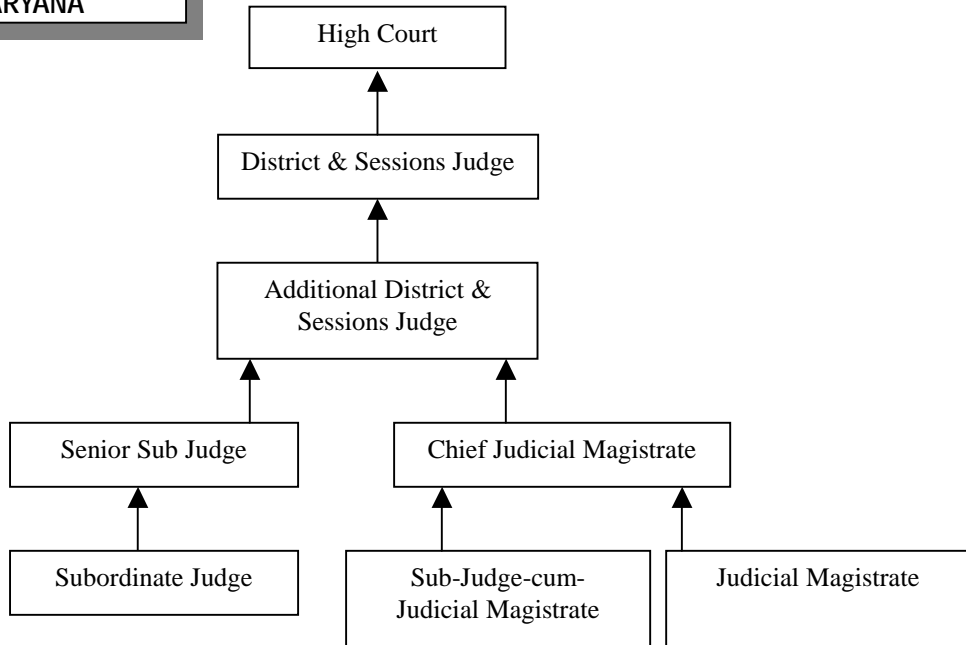 ARYANA
High Court
District & Sessions Judge
Additional District &
Sessions Judge
Senior Sub Judge
Chief Judicial Magistrate
Subordinate Judge
Sub-Judge-cum-
Judicial Magistrate
Judicial Magistrate